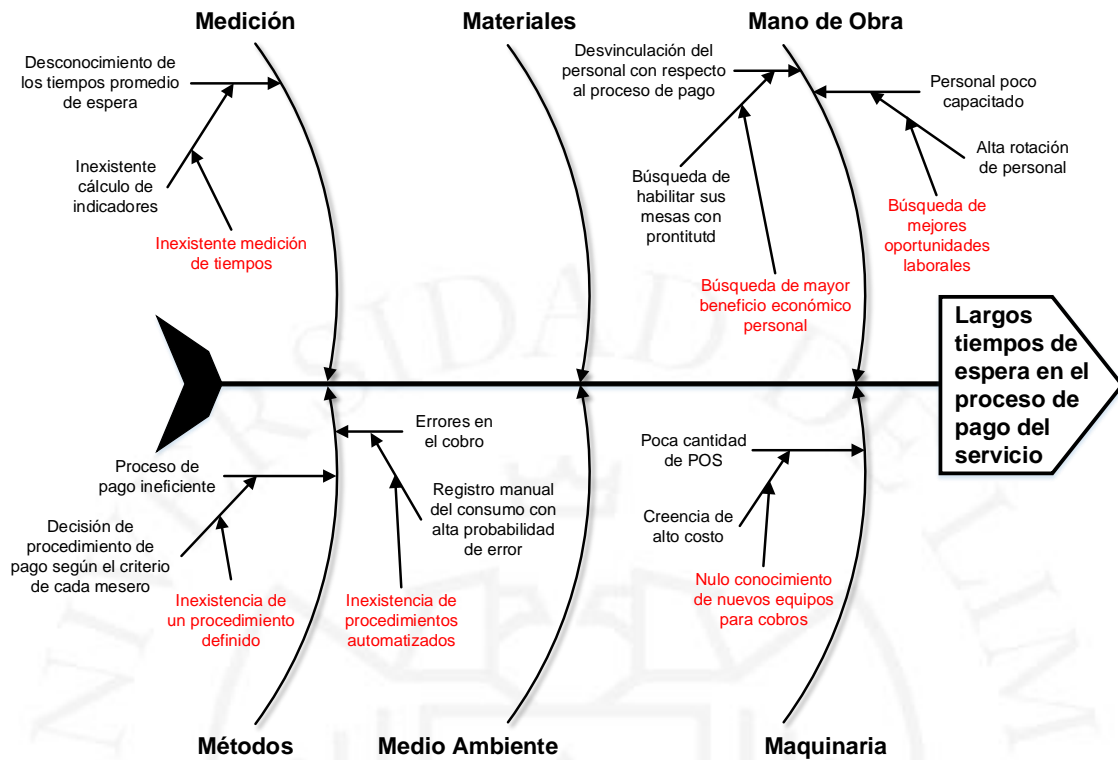 Medición
Materiales
Mano de Obra
Desconocimiento de
los tiempos promedio
de espera
Inexistente
cálculo de
indicadores
Inexistente medición
de tiempos
Desvinculación del
personal con respecto
al proceso de pago
Búsqueda de
habilitar sus
mesas con
prontitutd
Búsqueda de mayor
beneficio económico
personal
Personal poco
capacitado
Alta rotación
de personal
Búsqueda de
mejores
oportunidades
laborales
Largos
tiempos de
espera en el
proceso de
pago del
servicio
Proceso de
pago ineficiente
Decisión de
procedimiento de
pago según el criterio
de cada mesero
Inexistencia de
un procedimiento
definido
Errores en
el cobro
Registro manual
del consumo con
alta probabilidad
de error
Inexistencia de
procedimientos
automatizados
Poca cantidad
de POS
Creencia de
alto costo
Nulo conocimiento
de nuevos equipos
para cobros
Métodos
Medio Ambiente
Maquinaria
NIVERSIDAD DE LIM